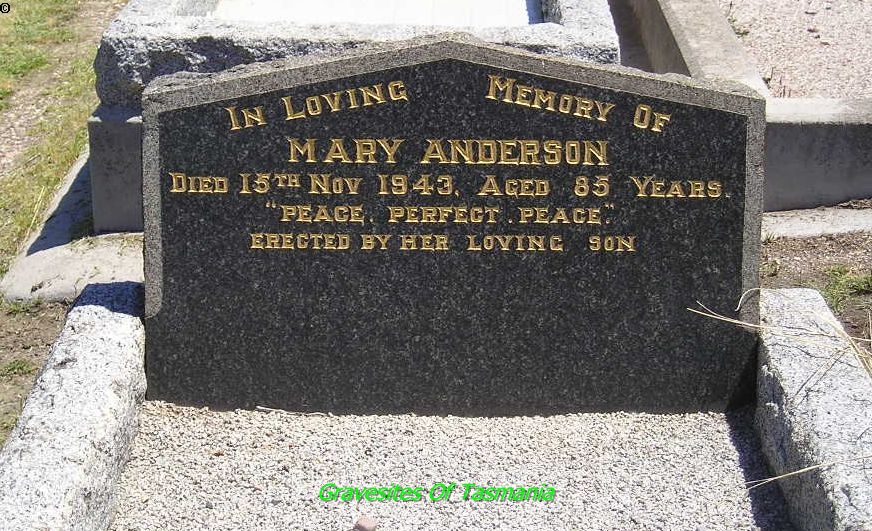 ©
IN LOVING MEMORY OF
MARY ANDERSON
DIED 15TH NOV 1943. AGED 85 YEARS.
"PEACE. PERFECT. PEACE."
ERECTED BY HER LOVING SON
Gravesites Of Tasmania